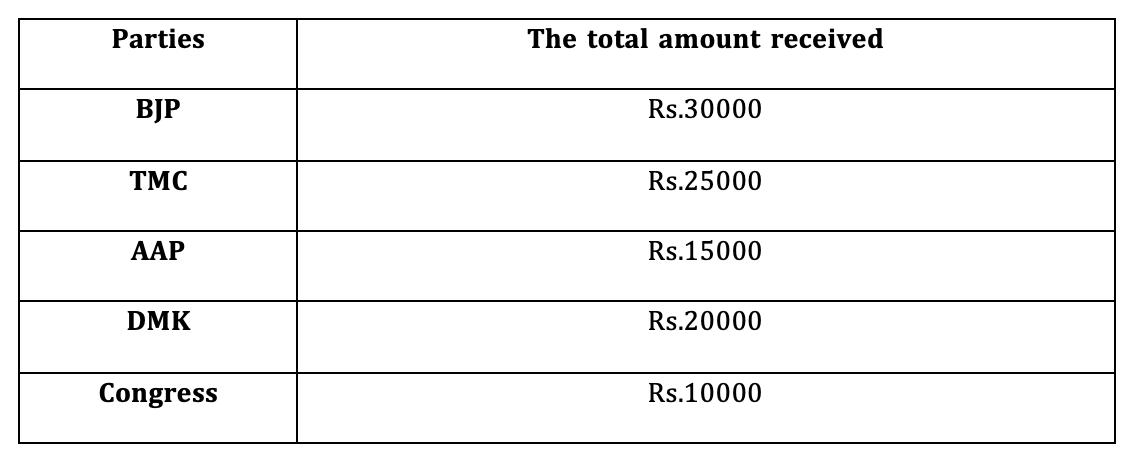 Parties The total amount received
BJP Rs.30000
TMC Rs.25000
AAP Rs.15000
DMK Rs.20000
Congress Rs.10000